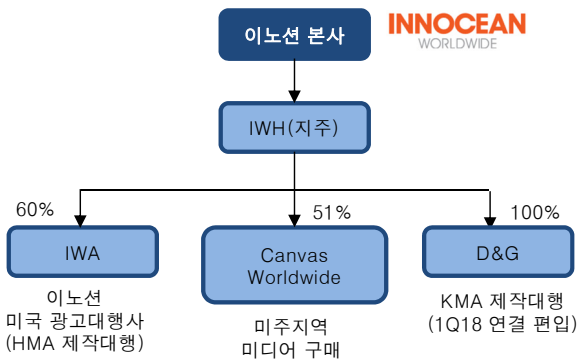 이노션 본사
INNOCEAN
WORLDWIDE
IWH(지주)
60%
51%
100%
IWA
Canvas
Worldwide
D&G
이노션
미국 광고대행사
(HMA 제작대행)
미주지역
미디어 구매
KMA 제작대행
(1Q18 연결 편입)